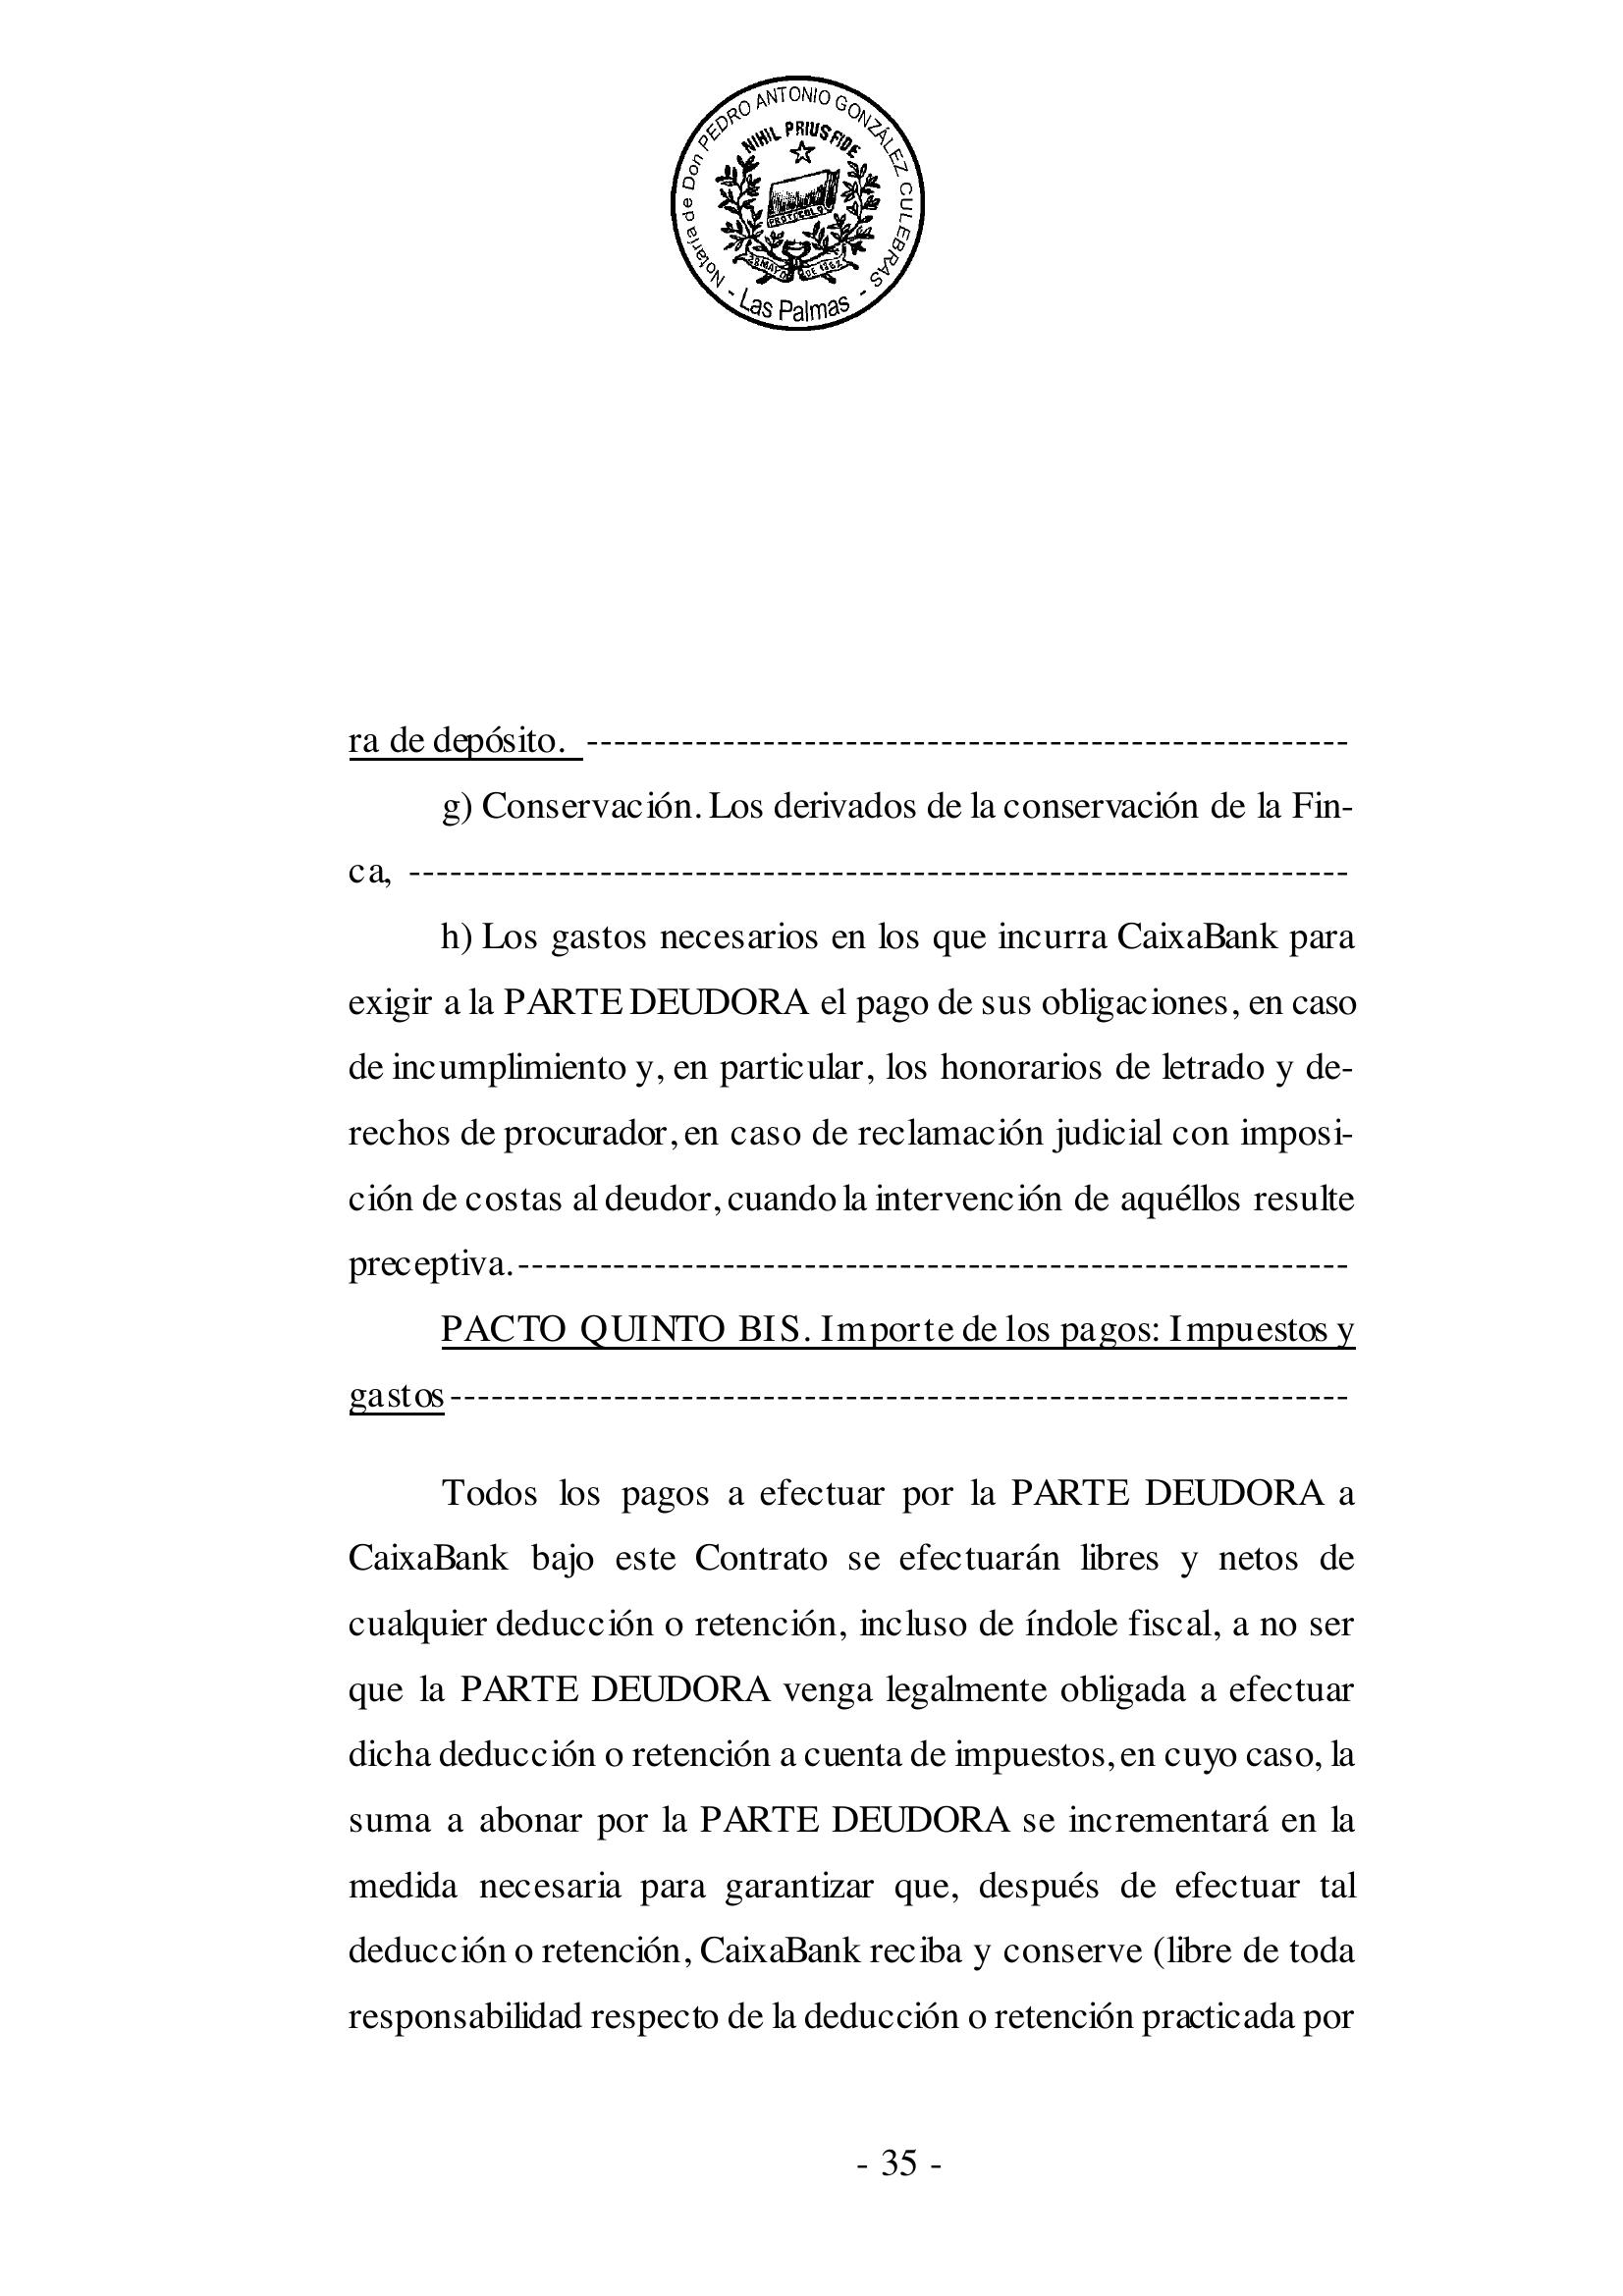 Notaría de Don PEDRO ANTONIO GONZÁLEZ CULEBRAS
NIHIL PRIUS FIDE
PROTOCOLO
28 MAYO DE 1862
- Las Palmas -
ra de depósito. --------------------------------------------------------
g) Conservación. Los derivados de la conservación de la Fin-
ca, ---------------------------------------------------------------------
h) Los gastos necesarios en los que incurra CaixaBank para
exigir a la PARTE DEUDORA el pago de sus obligaciones, en caso
de incumplimiento y, en particular, los honorarios de letrado y de-
rechos de procurador, en caso de reclamación judicial con imposi-
ción de costas al deudor, cuando la intervención de aquéllos resulte
preceptiva.-------------------------------------------------------------
PACTO QUINTO BIS. Importe de los pagos: Impuestos y
gastos------------------------------------------------------------------
Todos los pagos a efectuar por la PARTE DEUDORA a
CaixaBank bajo este Contrato se efectuarán libres y netos de
cualquier deducción o retención, incluso de índole fiscal, a no ser
que la PARTE DEUDORA venga legalmente obligada a efectuar
dicha deducción o retención a cuenta de impuestos, en cuyo caso, la
suma a abonar por la PARTE DEUDORA se incrementará en la
medida necesaria para garantizar que, después de efectuar tal
deducción o retención, CaixaBank reciba y conserve (libre de toda
responsabilidad respecto de la deducción o retención practicada por
- 35 -